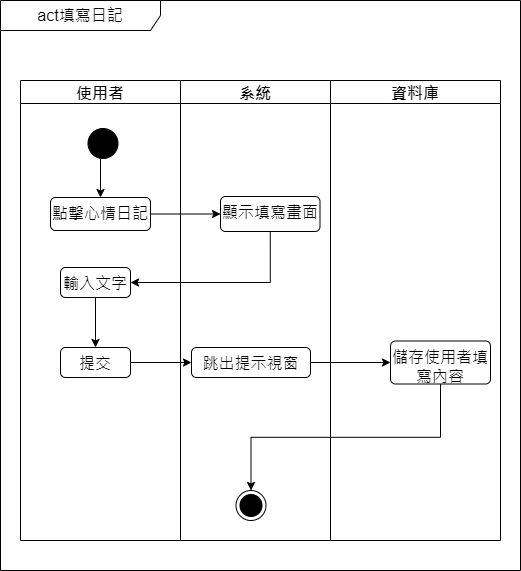 act填寫日記
使用者
系統
資料庫
點擊心情日記
顯示填寫畫面
輸入文字
提交
跳出提示視窗
儲存使用者填
寫內容